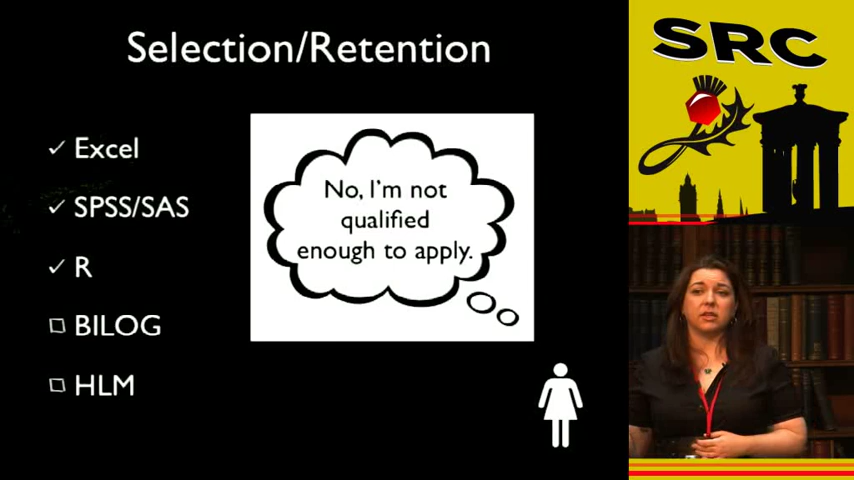 Selection/Retention
✓ Excel
✓ SPSS/SAS
✓ R
□ BILOG
□ HLM
No, I'm not
qualified
enough to apply.
SRC